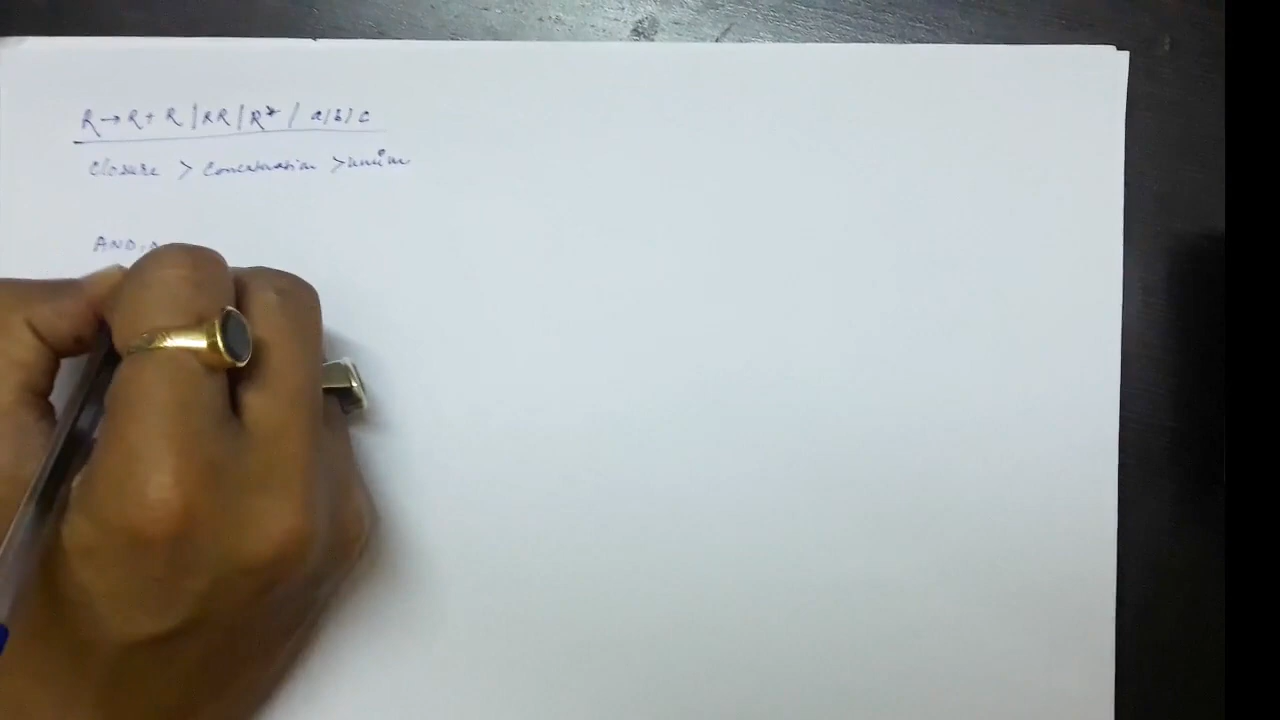 R → R + R | RR | R* / a/b/c
closure > concatenation > union
AND,